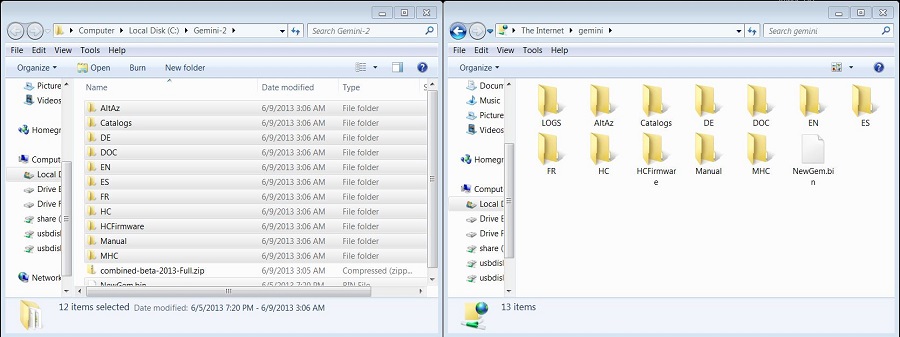 Computer ▸ Local Disk (C:) ▸ Gemini-2 ▸
Search Gemini-2
File Edit View Tools Help
Organize ▾ Open Burn New folder
Picture
Videos
Homegr
Comput
Local D
Drive E
Drive F
share (
usbdis
usbdis
Network
Name Date modified Type S
AltAz 6/9/2013 3:06 AM File folder
Catalogs 6/9/2013 3:06 AM File folder
DE 6/9/2013 3:06 AM File folder
DOC 6/9/2013 3:06 AM File folder
EN 6/9/2013 3:06 AM File folder
ES 6/9/2013 3:06 AM File folder
FR 6/9/2013 3:06 AM File folder
HC 6/9/2013 3:06 AM File folder
HCFirmware 6/9/2013 3:06 AM File folder
Manual 6/9/2013 3:06 AM File folder
MHC 6/9/2013 3:06 AM File folder
combined-beta-2013-Full.zip 6/9/2013 3:05 AM Compressed (zipp...
NewGem.bin 6/5/2013 7:20 PM BIN File
12 items selected Date modified: 6/5/2013 7:20 PM - 6/9/2013 3:06 AM
The Internet ▸ gemini ▸
Search gemini
File Edit View Tools Help
Organize ▾
Docum
Music
Picture
Videos
Homegr
Comput
Local D
Drive E
Drive F
share (
usbdis
usbdis
LOGS AltAz Catalogs DE DOC EN ES
FR HC HCFirmwar
e Manual MHC NewGem.bi
n
13 items